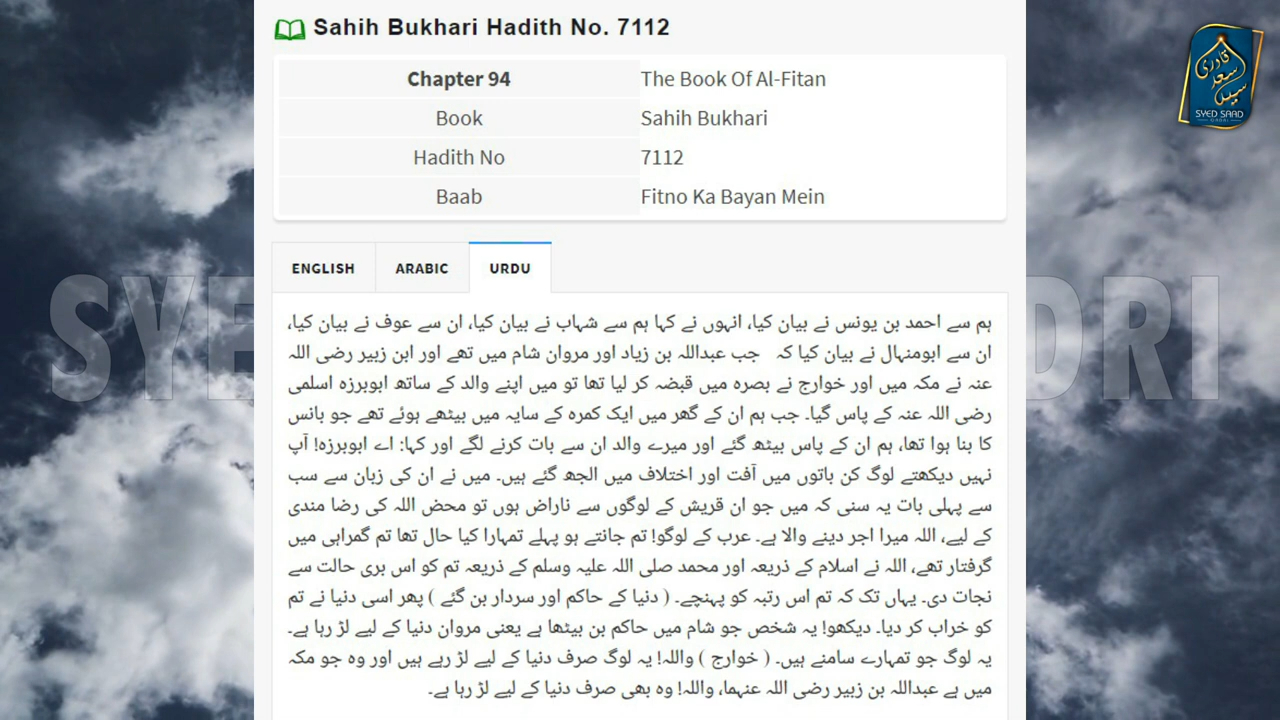 Sahih Bukhari Hadith No. 7112
Chapter 94 The Book Of Al-Fitan
Book Sahih Bukhari
Hadith No 7112
Baab Fitno Ka Bayan Mein
ENGLISH ARABIC URDU
ہم سے احمد بن یونس نے بیان کیا، انہوں نے کہا ہم سے شہاب نے بیان کیا، ان سے عوف نے بیان کیا،
ان سے ابومنہال نے بیان کیا کہ جب عبداللہ بن زیاد اور مروان شام میں تھے اور ابن زبیر رضی اللہ
عنہ نے مکہ میں اور خوارج نے بصرہ میں قبضہ کر لیا تھا تو میں اپنے والد کے ساتھ ابوبرزہ اسلمی
رضی اللہ عنہ کے پاس گیا۔ جب ہم ان کے گھر میں ایک کمرہ کے سایہ میں بیٹھے ہوئے تھے جو بانس
کا بنا ہوا تھا، ہم ان کے پاس بیٹھ گئے اور میرے والد ان سے بات کرنے لگے اور کہا: اے ابوبرزہ! آپ
نہیں دیکھتے لوگ کن باتوں میں آفت اور اختلاف میں الجھ گئے ہیں۔ میں نے ان کی زبان سے سب
سے پہلی بات یہ سنی کہ میں جو ان قریش کے لوگوں سے ناراض ہوں تو محض اللہ کی رضا مندی
کے لیے، اللہ میرا اجر دینے والا ہے۔ عرب کے لوگو! تم جانتے ہو پہلے تمہارا کیا حال تھا تم گمراہی میں
گرفتار تھے، اللہ نے اسلام کے ذریعہ اور محمد صلی اللہ علیہ وسلم کے ذریعہ تم کو اس بری حالت سے
نجات دی۔ یہاں تک کہ تم اس رتبہ کو پہنچے۔ ( دنیا کے حاکم اور سردار بن گئے ) پھر اسی دنیا نے تم
کو خراب کر دیا۔ دیکھو! یہ شخص جو شام میں حاکم بن بیٹھا ہے یعنی مروان دنیا کے لیے لڑ رہا ہے۔
یہ لوگ جو تمہارے سامنے ہیں۔ ( خوارج ) واللہ! یہ لوگ صرف دنیا کے لیے لڑ رہے ہیں اور وہ جو مکہ
میں ہے عبداللہ بن زبیر رضی اللہ عنہما، واللہ! وہ بھی صرف دنیا کے لیے لڑ رہا ہے۔
سید سعد قادری
SYED SAAD
QADRI
SYE
DRI